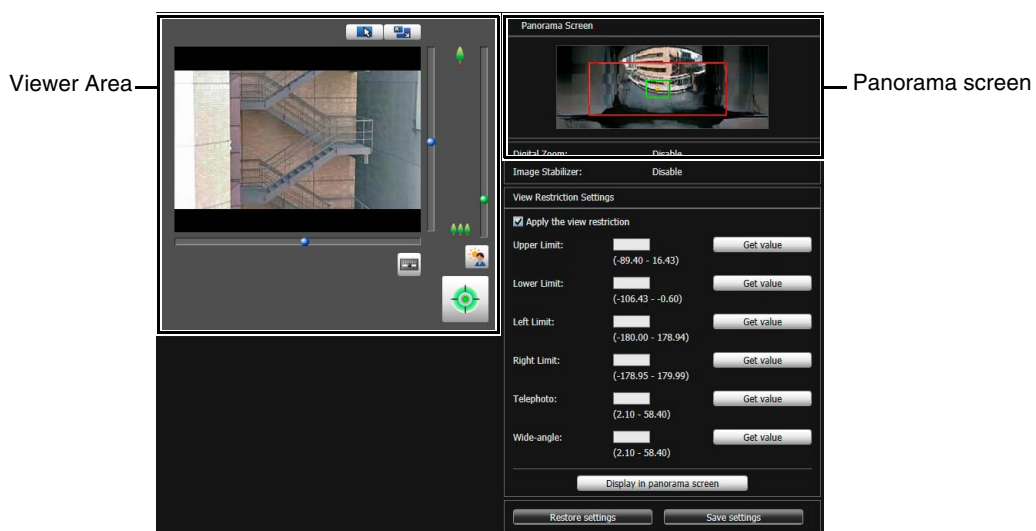 Viewer Area
Panorama screen
Panorama Screen
Digital Zoom: Disable
Image Stabilizer: Disable
View Restriction Settings
Apply the view restriction
Upper Limit: Get value
(-89.40 - 16.43)
Lower Limit: Get value
(-106.43 - -0.60)
Left Limit: Get value
(-180.00 - 178.94)
Right Limit: Get value
(-178.95 - 179.99)
Telephoto: Get value
(2.10 - 58.40)
Wide-angle: Get value
(2.10 - 58.40)
Display in panorama screen
Restore settings Save settings